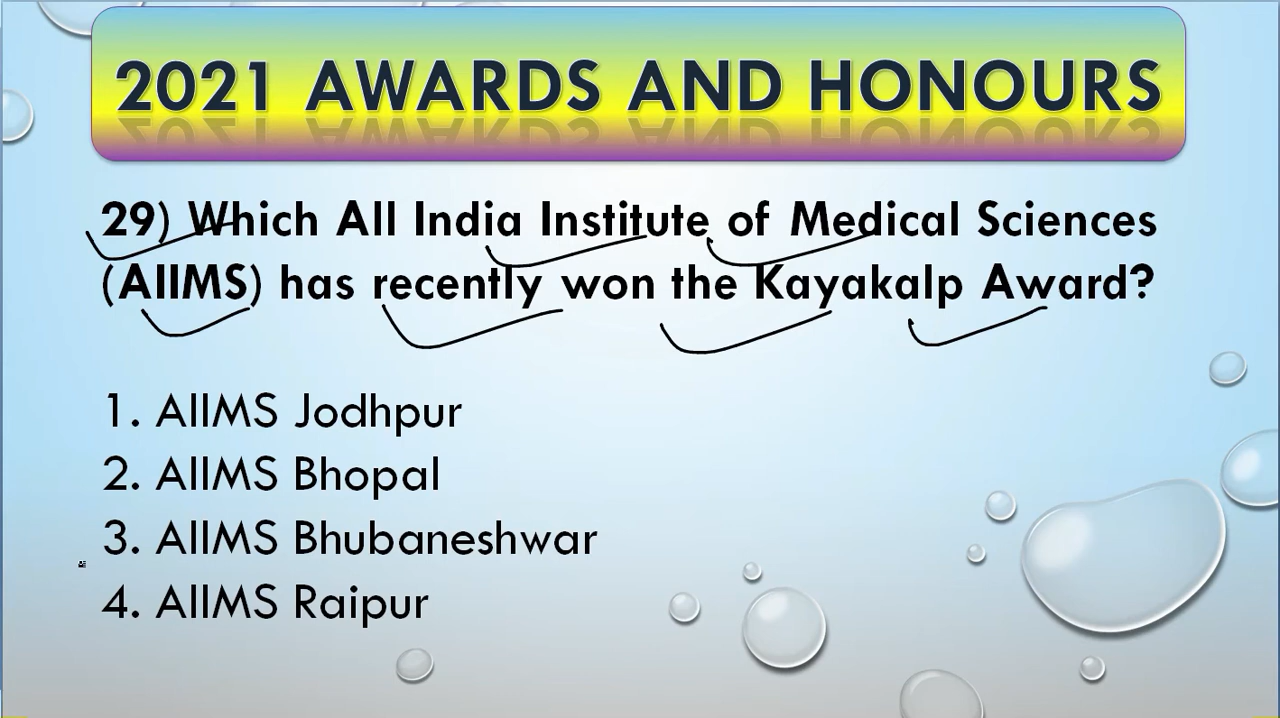 2021 AWARDS AND HONOURS
29) Which All India Institute of Medical Sciences
(AIIMS) has recently won the Kayakalp Award?
1. AIIMS Jodhpur
2. AIIMS Bhopal
3. AIIMS Bhubaneshwar
4. AIIMS Raipur